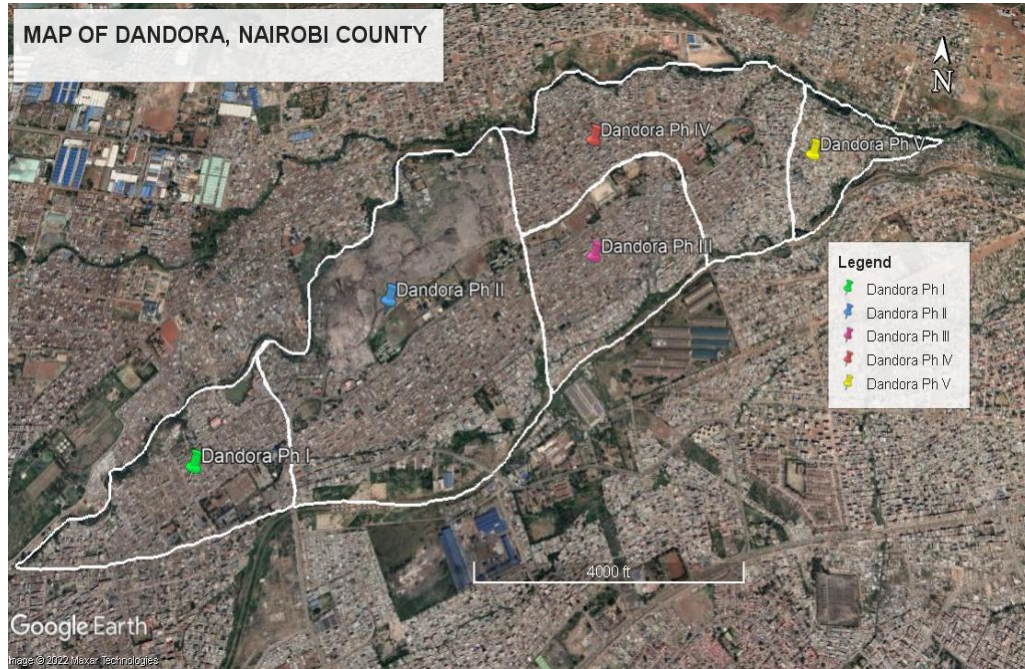 MAP OF DANDORA, NAIROBI COUNTY
N
Dandora Ph IV
Dandora Ph V
Dandora Ph III
Dandora Ph II
Dandora Ph I
Legend
Dandora Ph I
Dandora Ph II
Dandora Ph III
Dandora Ph IV
Dandora Ph V
4000 ft
Google Earth
Image © 2022 Maxar Technologies